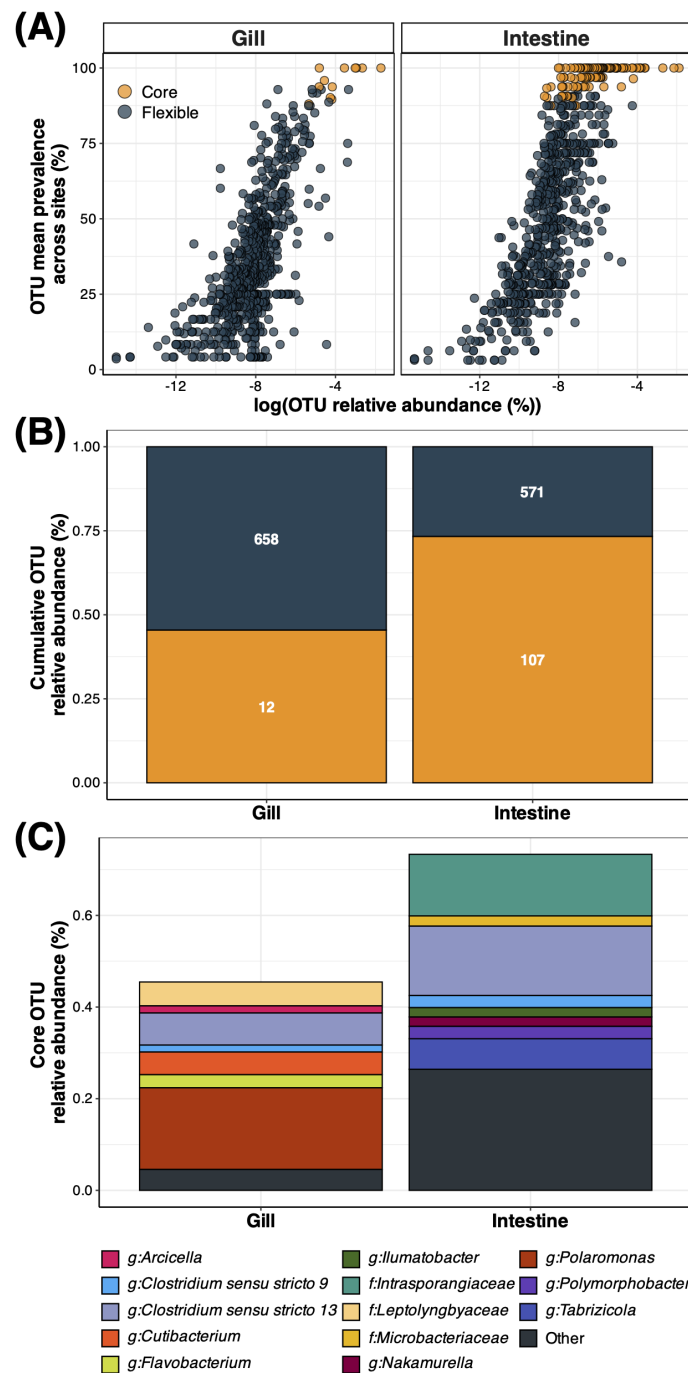 (A)
Gill
Intestine
OTU mean prevalence
across sites (%)
100
75
50
25
0
Core
Flexible
-12
-8
-4
-12
-8
-4
log(OTU relative abundance (%))
(B)
Cumulative OTU
relative abundance (%)
1.00
0.75
0.50
0.25
0.00
658
12
571
107
Gill
Intestine
(C)
Core OTU
relative abundance (%)
0.6
0.4
0.2
0.0
Gill
Intestine
g:Arcicella
g:Clostridium sensu stricto 9
g:Clostridium sensu stricto 13
g:Cutibacterium
g:Flavobacterium
g:Ilumatobacter
f:Intrasporangiaceae
f:Leptolyngbyaceae
f:Microbacteriaceae
g:Nakamurella
g:Polaromonas
g:Polymorphobacter
g:Tabrizicola
Other